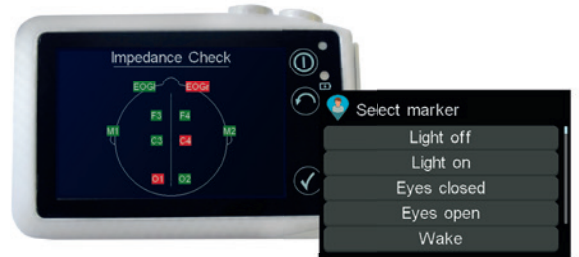 Impedance Check
EOGl EOGr
F3 F4
M1 M2
C3 C4
O1 O2
Select marker
Light off
Light on
Eyes closed
Eyes open
Wake